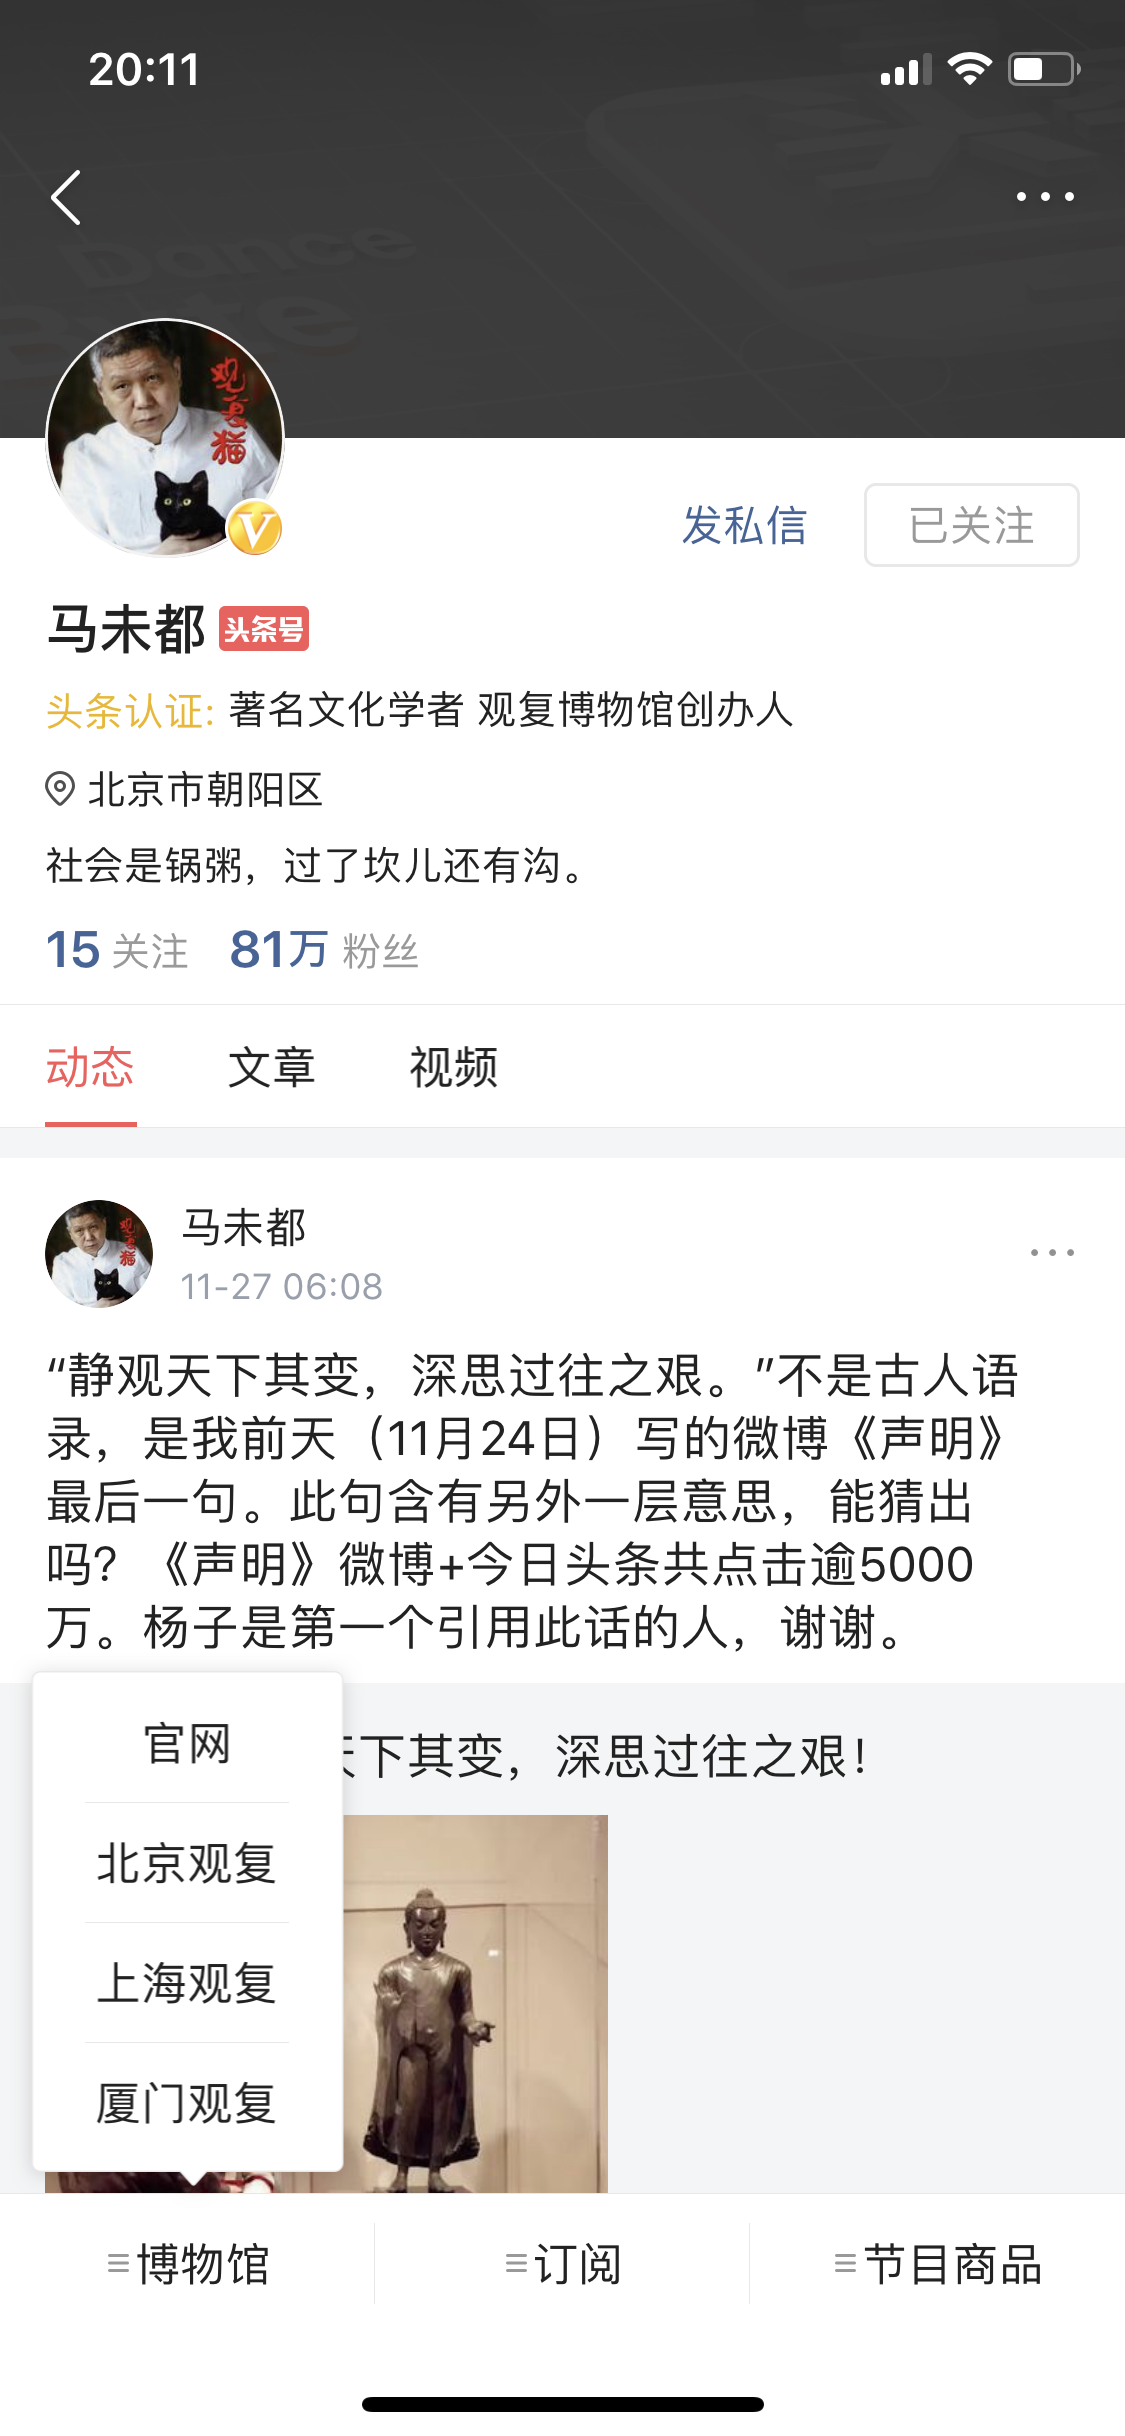 20:11
Dance
观复猫
发私信
已关注
马未都 头条号
头条认证: 著名文化学者 观复博物馆创办人
北京市朝阳区
社会是锅粥，过了坎儿还有沟。
15 关注 81万 粉丝
动态 文章 视频
马未都
11-27 06:08
“静观天下其变，深思过往之艰。”不是古人语
录，是我前天（11月24日）写的微博《声明》
最后一句。此句含有另外一层意思，能猜出
吗？《声明》微博+今日头条共点击逾5000
万。杨子是第一个引用此话的人，谢谢。
天下其变，深思过往之艰！
官网
北京观复
上海观复
厦门观复
博物馆
订阅
节目商品